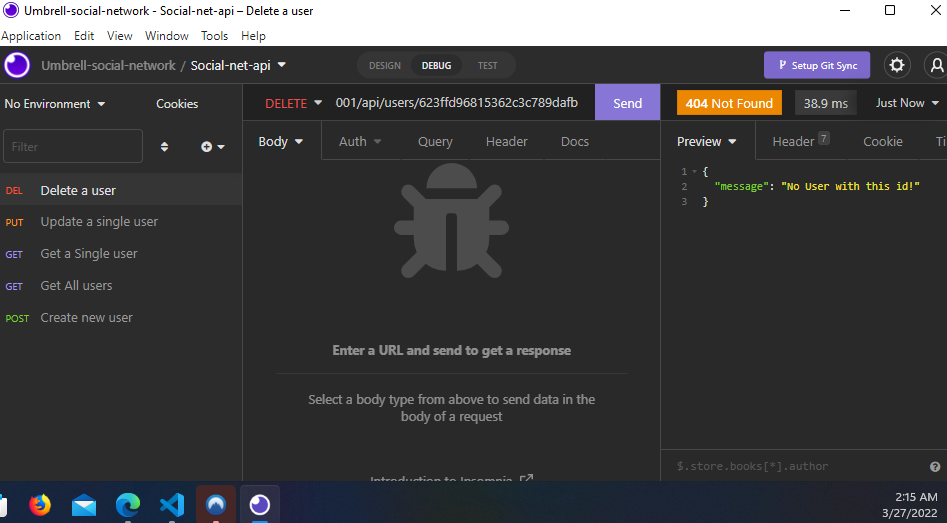 Umbrell-social-network - Social-net-api – Delete a user
Application Edit View Window Tools Help
Umbrell-social-network / Social-net-api
DESIGN DEBUG TEST
Setup Git Sync
No Environment Cookies
DELETE 001/api/users/623ffd96815362c3c789dafb Send
404 Not Found 38.9 ms Just Now
Filter
Body Auth Query Header Docs
Preview Header 7 Cookie Ti
DEL Delete a user
PUT Update a single user
GET Get a Single user
GET Get All users
POST Create new user
1 {
2 "message": "No User with this id!"
3 }
Enter a URL and send to get a response
Select a body type from above to send data in the
body of a request
Introduction to Insomnia
$.store.books[*].author
2:15 AM
3/27/2022